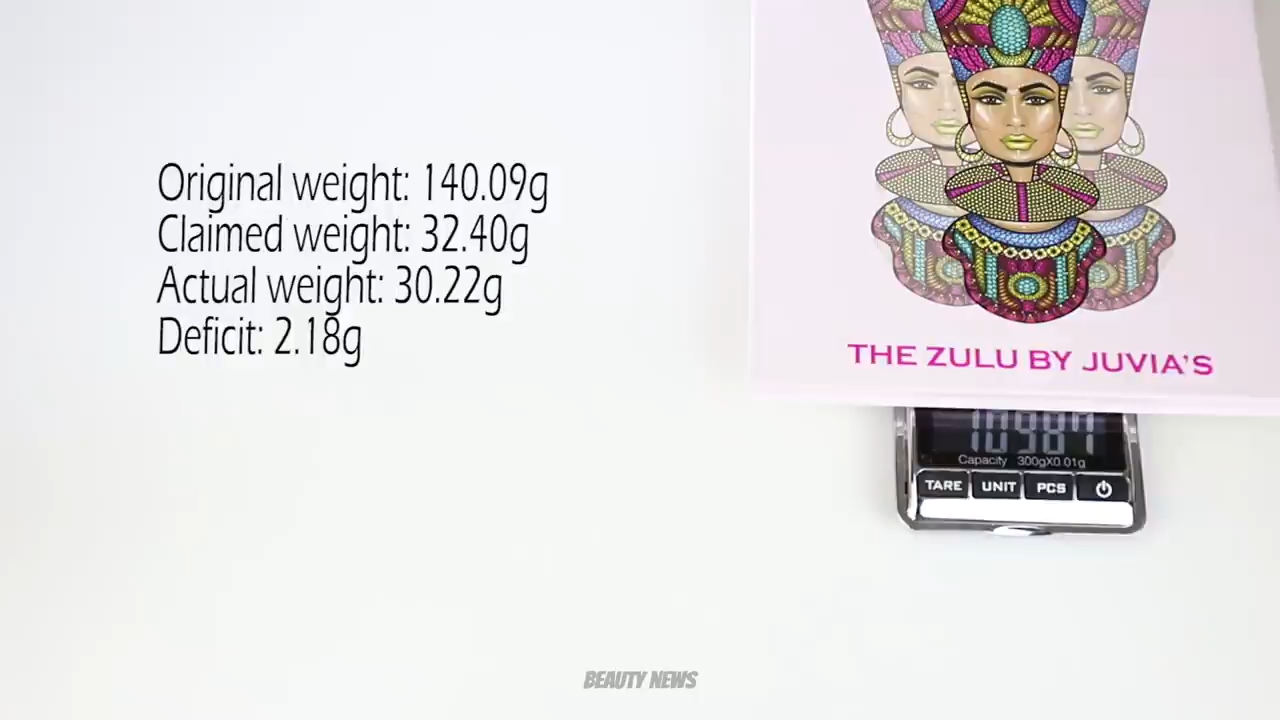 Original weight: 140.09g
Claimed weight: 32.40g
Actual weight: 30.22g
Deficit: 2.18g
THE ZULU BY JUVIA'S
10987
Capacity 300gX0.01g
TARE UNIT PCS
BEAUTY NEWS